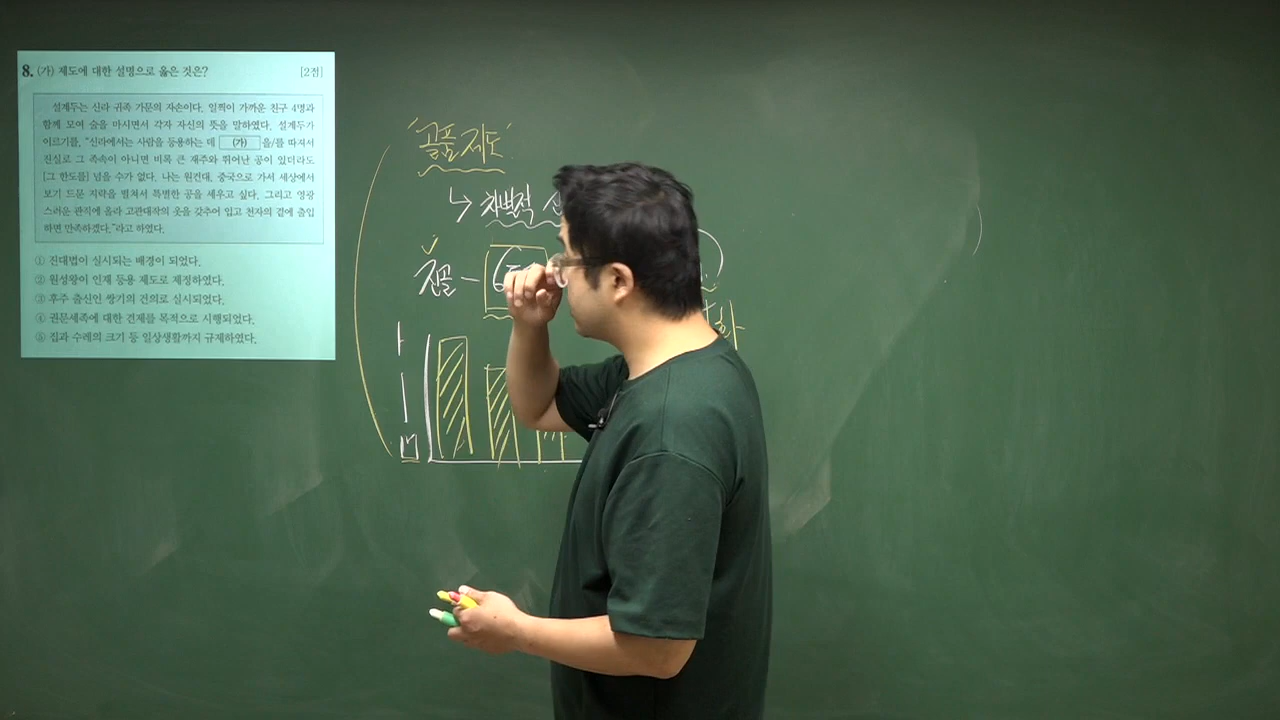 8. (가) 제도에 대한 설명으로 옳은 것은? [2점]
설계두는 신라 귀족 가문의 자손이다. 일찍이 가까운 친구 4명과
함께 모여 술을 마시면서 각자 자신의 뜻을 말하였다. 설계두가
이르기를, “신라에서는 사람을 등용하는 데 (가) 을/를 따져서
진실로 그 족속이 아니면 비록 큰 재주와 뛰어난 공이 있더라도
[그 한도를] 넘을 수가 없다. 나는 원컨대, 중국으로 가서 세상에서
보기 드문 지략을 떨쳐서 특별한 공을 세우고 싶다. 그리고 영광
스러운 관직에 올라 고관대작의 옷을 갖추어 입고 천자의 곁에 출입
하면 만족하겠다.”라고 하였다.
① 진대법이 실시되는 배경이 되었다.
② 원성왕이 인재 등용 제도로 제정하였다.
③ 후주 출신인 쌍기의 건의로 실시되었다.
④ 권문세족에 대한 견제를 목적으로 시행되었다.
⑤ 집과 수레의 크기 등 일상생활까지 규제하였다.
'골품제도'
↳ 차별적 신
진골 - 6
화